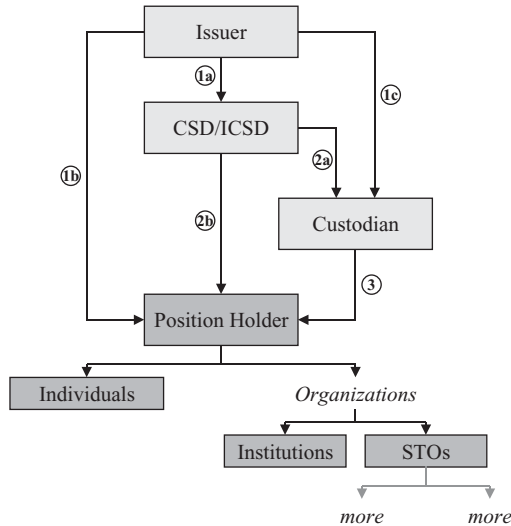 Issuer
1a
1c
CSD/ICSD
2a
1b
2b
Custodian
3
Position Holder
Individuals
Organizations
Institutions
STOs
more
more